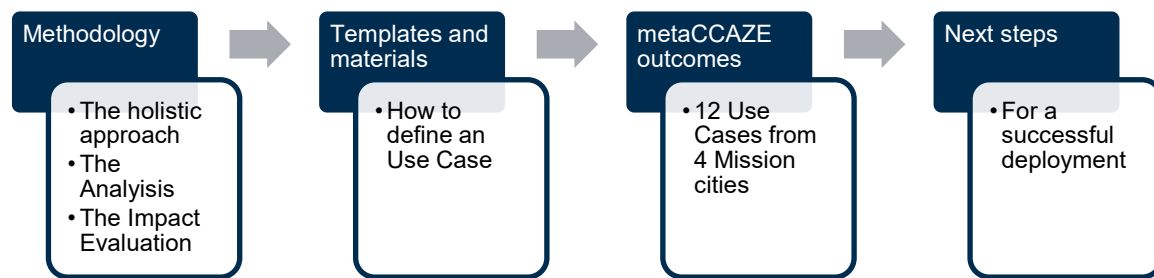 Methodology
• The holistic
approach
• The
Analyisis
• The Impact
Evaluation
Templates and
materials
• How to
define an
Use Case
metaCCAZE
outcomes
• 12 Use
Cases from
4 Mission
cities
Next steps
• For a
successful
deployment